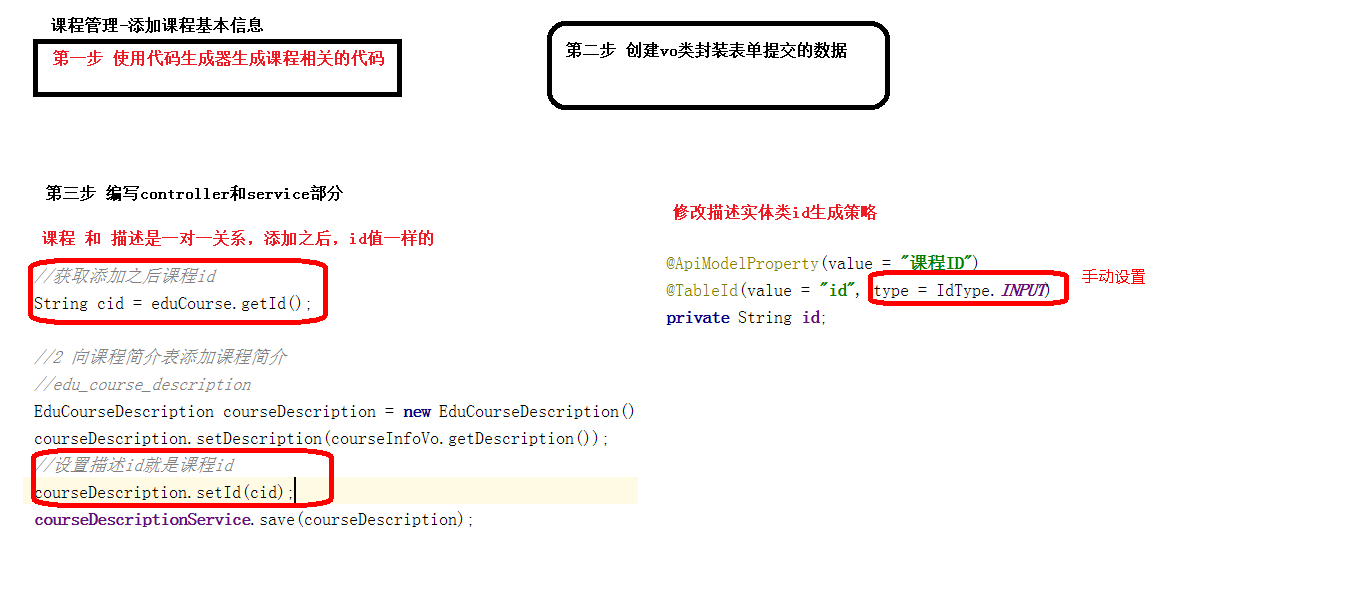 课程管理-添加课程基本信息
第一步 使用代码生成器生成课程相关的代码
第二步 创建vo类封装表单提交的数据
第三步 编写controller和service部分
课程 和 描述是一对一关系，添加之后，id值一样的
//获取添加之后课程id
String cid = eduCourse.getId();
//2 向课程简介表添加课程简介
//edu_course_description
EduCourseDescription courseDescription = new EduCourseDescription()
courseDescription.setDescription(courseInfoVo.getDescription());
//设置描述id就是课程id
courseDescription.setId(cid);
courseDescriptionService.save(courseDescription);
修改描述实体类id生成策略
@ApiModelProperty(value = "课程ID")
@TableId(value = "id", type = IdType.INPUT)
手动设置
private String id;